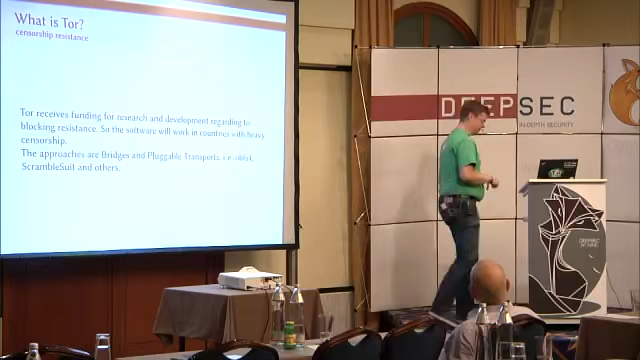 What is Tor?
censorship resistance
Tor receives funding for research and development regarding to
blocking resistance. So the software will work in countries with heavy
censorship.
The approaches are Bridges and Pluggable Transports, i.e. obfsX,
ScrambleSuit and others.
DEEPSEC
IN-DEPTH SECURITY.